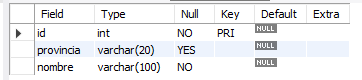 Field Type Null Key Default Extra
id int NO PRI NULL
provincia varchar(20) YES NULL
nombre varchar(100) NO NULL